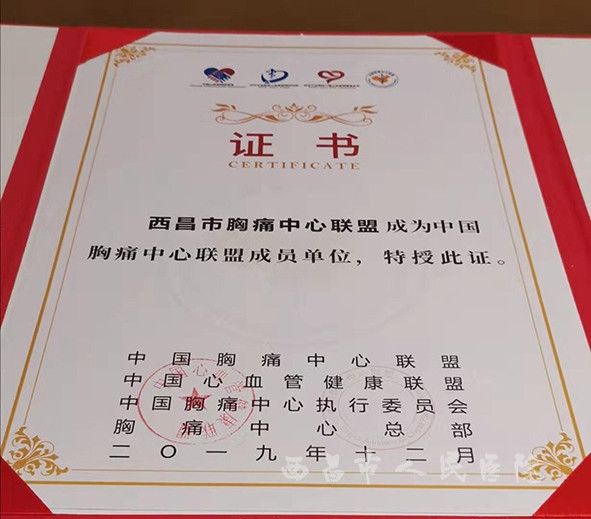 证书
CERTIFICATE
西昌市胸痛中心联盟成为中国
胸痛中心联盟成员单位，特授此证。
中国胸痛中心联盟
中国心血管健康联盟
中国胸痛中心执行委员会
胸痛中心总部
二〇一九年十二月
西昌市人民医院